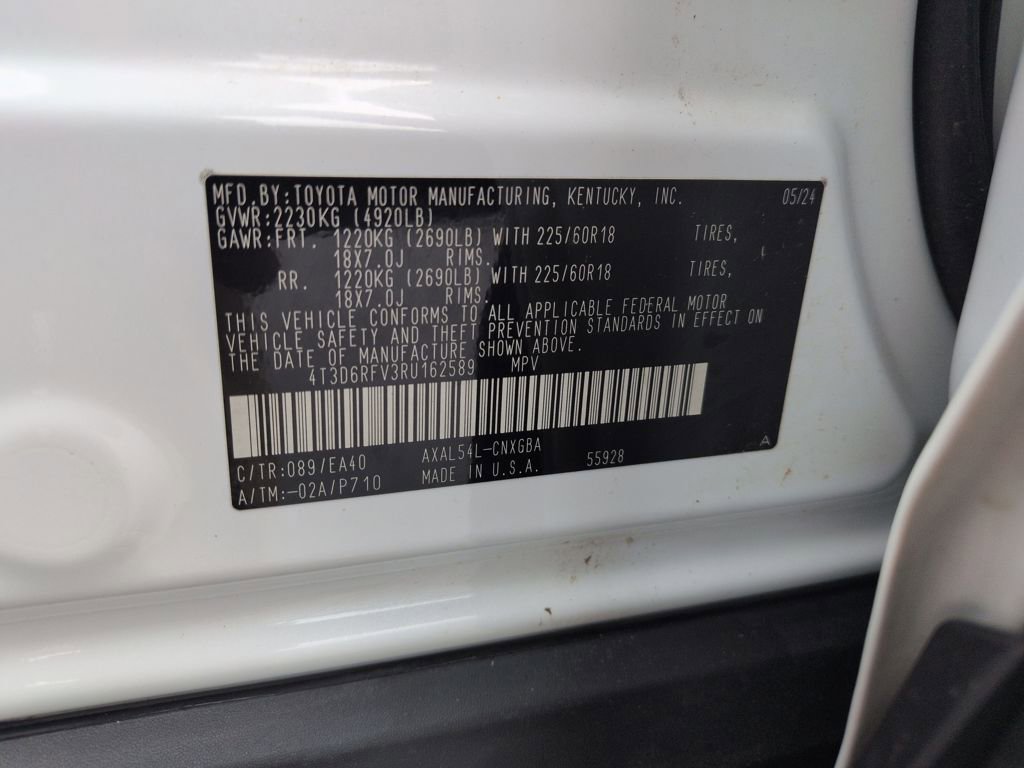 MFD.BY:TOYOTA MOTOR MANUFACTURING, KENTUCKY, INC. 05/24
GVWR:2230KG (4920LB)
GAWR:FRT. 1220KG (2690LB) WITH 225/60R18 TIRES,
18X7.0J RIMS.
RR. 1220KG (2690LB) WITH 225/60R18 TIRES,
18X7.0J RIMS.
THIS VEHICLE CONFORMS TO ALL APPLICABLE FEDERAL MOTOR
VEHICLE SAFETY AND THEFT PREVENTION STANDARDS IN EFFECT ON
THE DATE OF MANUFACTURE SHOWN ABOVE.
4T3D6RFV3RU162589 MPV
C/TR:089/EA40 AXAL54L-CNXGBA
A/TM:-02A/P710 MADE IN U.S.A. 55928 A